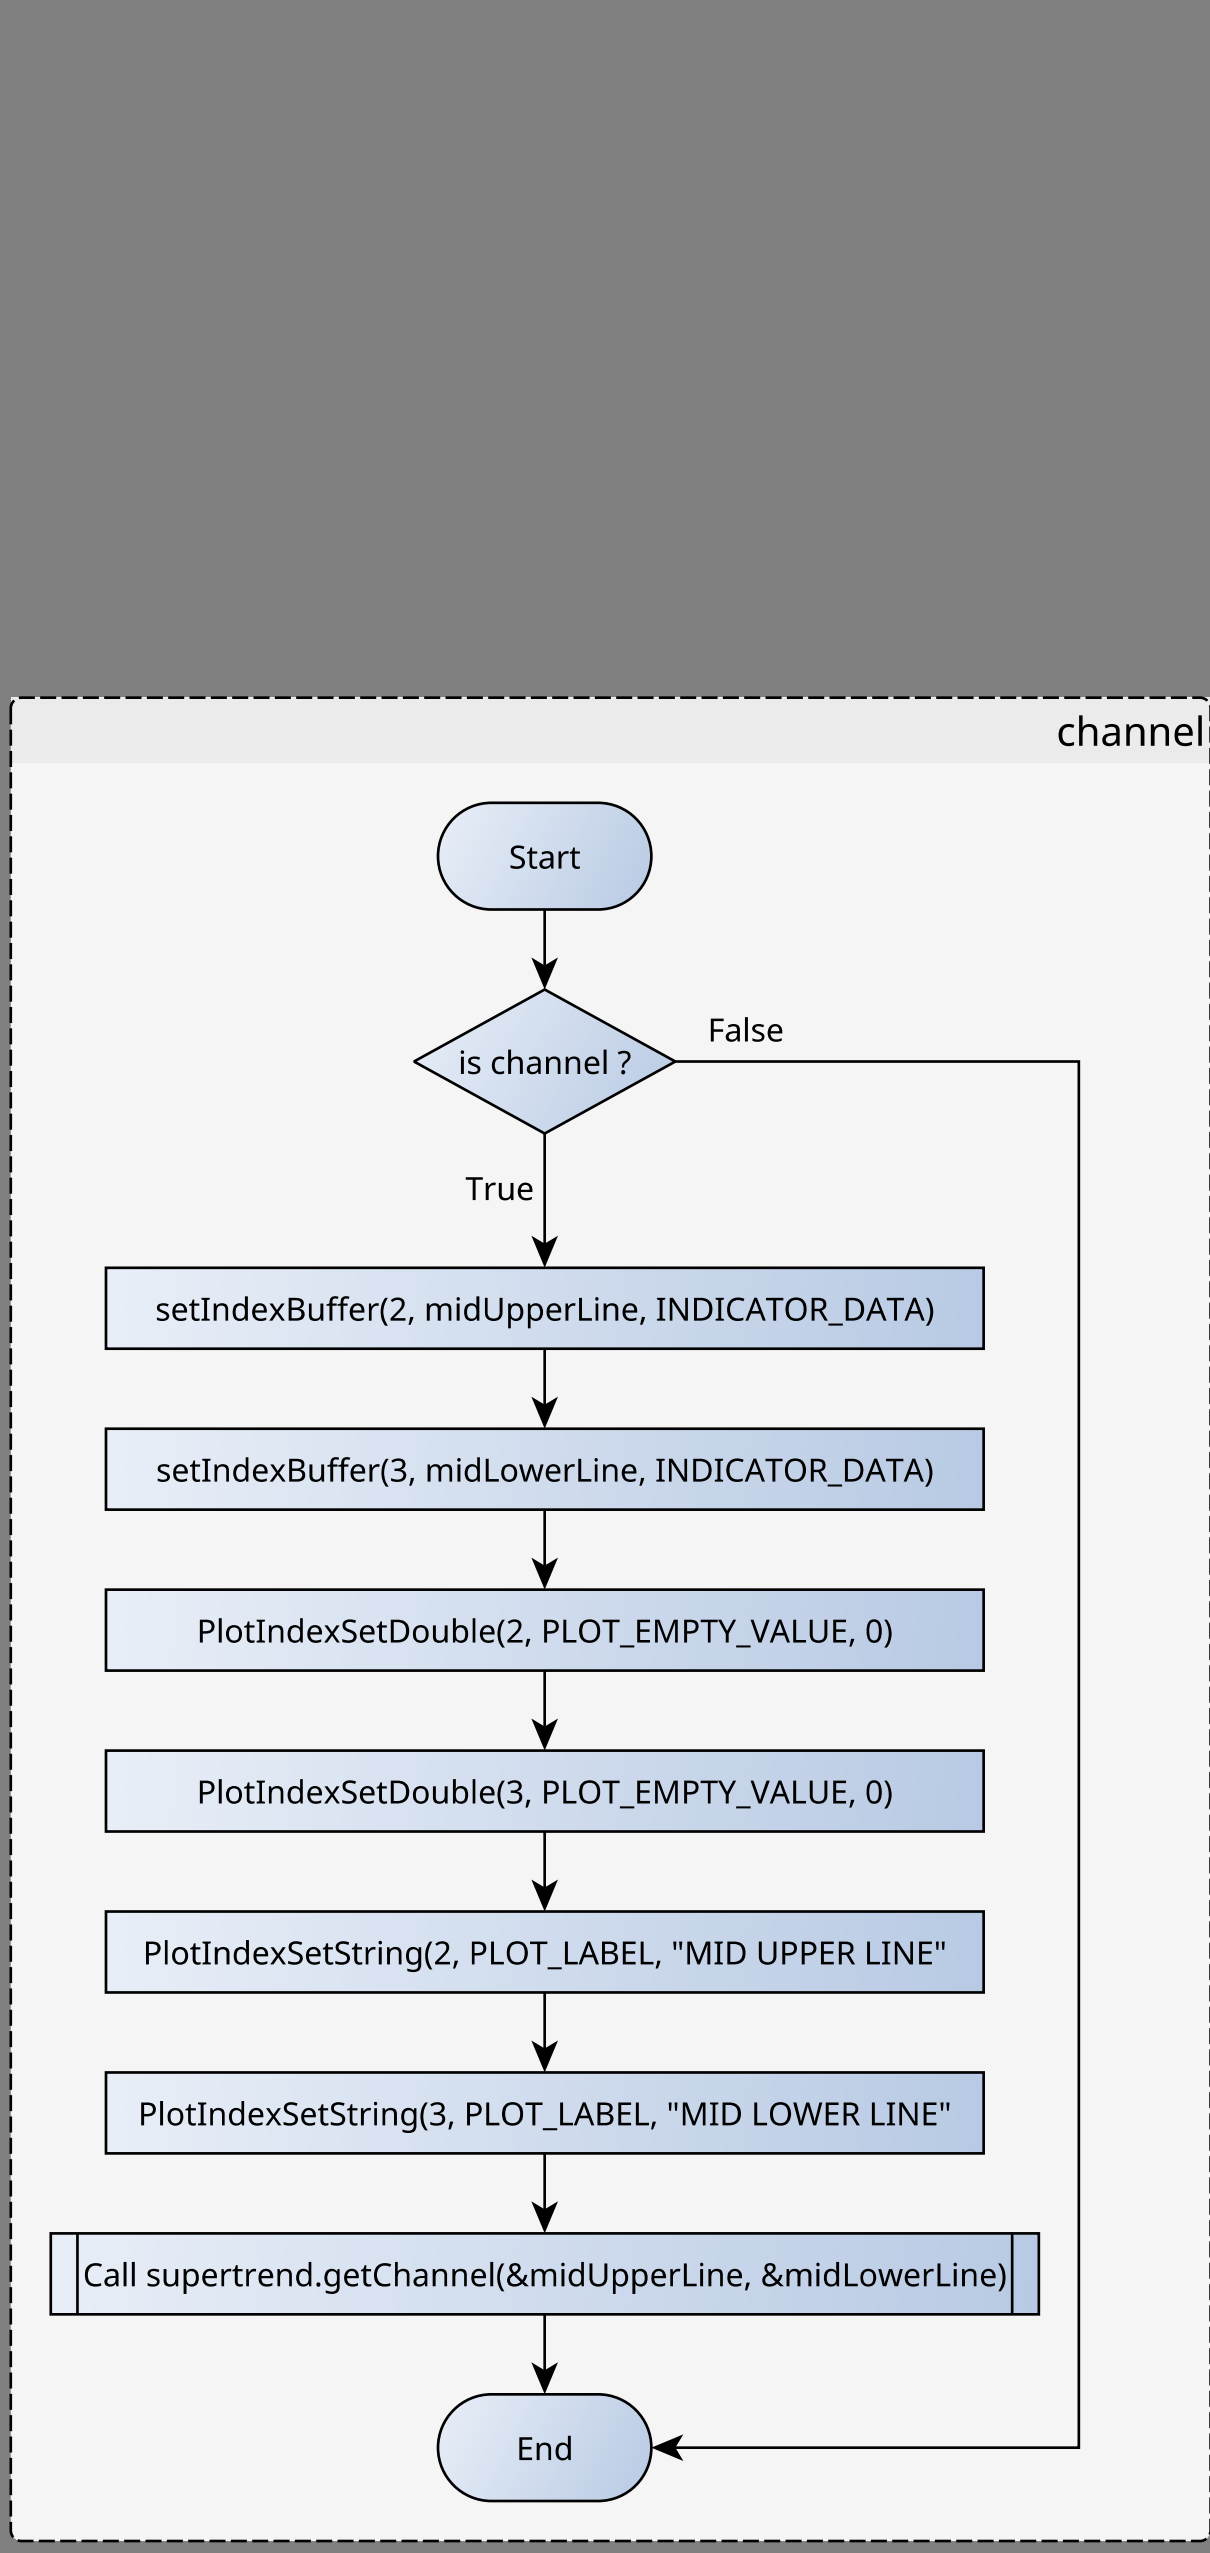 channel
Start
is channel ?
False
True
setIndexBuffer(2, midUpperLine, INDICATOR_DATA)
setIndexBuffer(3, midLowerLine, INDICATOR_DATA)
PlotIndexSetDouble(2, PLOT_EMPTY_VALUE, 0)
PlotIndexSetDouble(3, PLOT_EMPTY_VALUE, 0)
PlotIndexSetString(2, PLOT_LABEL, "MID UPPER LINE"
PlotIndexSetString(3, PLOT_LABEL, "MID LOWER LINE"
Call supertrend.getChannel(&midUpperLine, &midLowerLine)
End